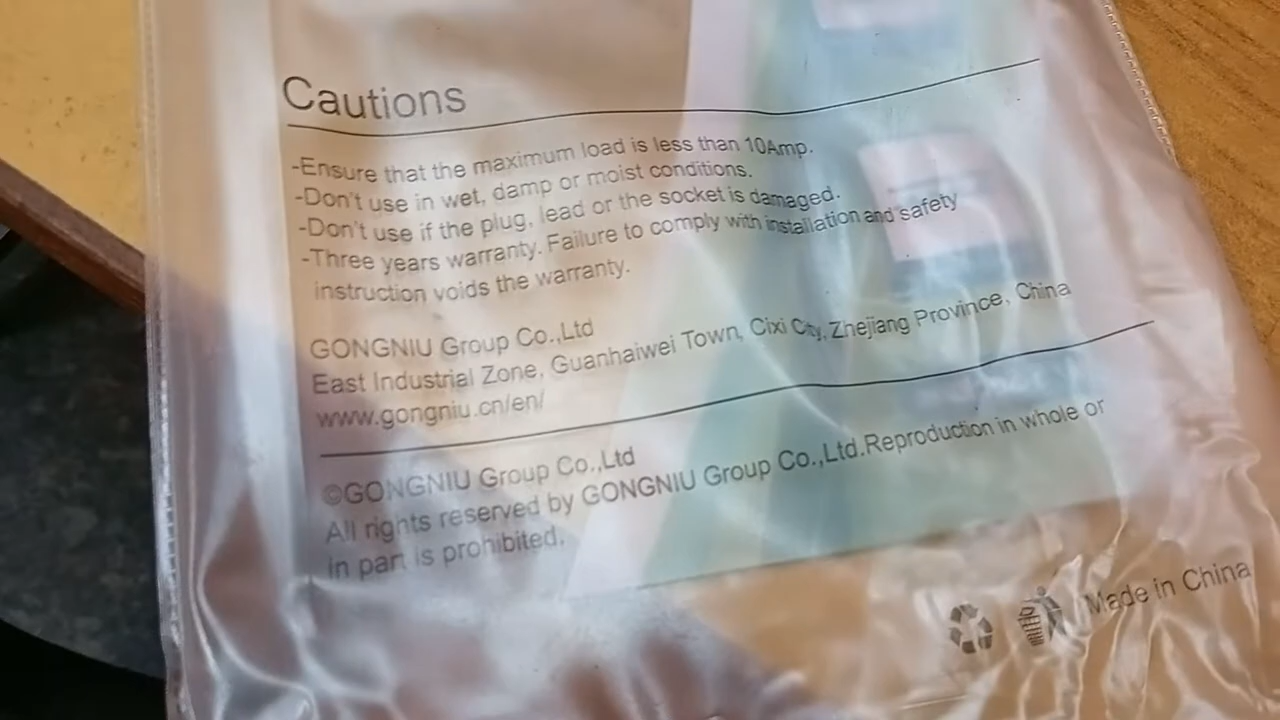 Cautions
-Ensure that the maximum load is less than 10Amp.
-Don't use in wet, damp or moist conditions.
-Don't use if the plug, lead or the socket is damaged.
-Three years warranty. Failure to comply with installation and safety
instruction voids the warranty.
GONGNIU Group Co.,Ltd
East Industrial Zone, Guanhaiwei Town, Cixi City, Zhejiang Province, China
www.gongniu.cn/en/
©GONGNIU Group Co.,Ltd
All rights reserved by GONGNIU Group Co.,Ltd.Reproduction in whole or
in part is prohibited.
Made in China